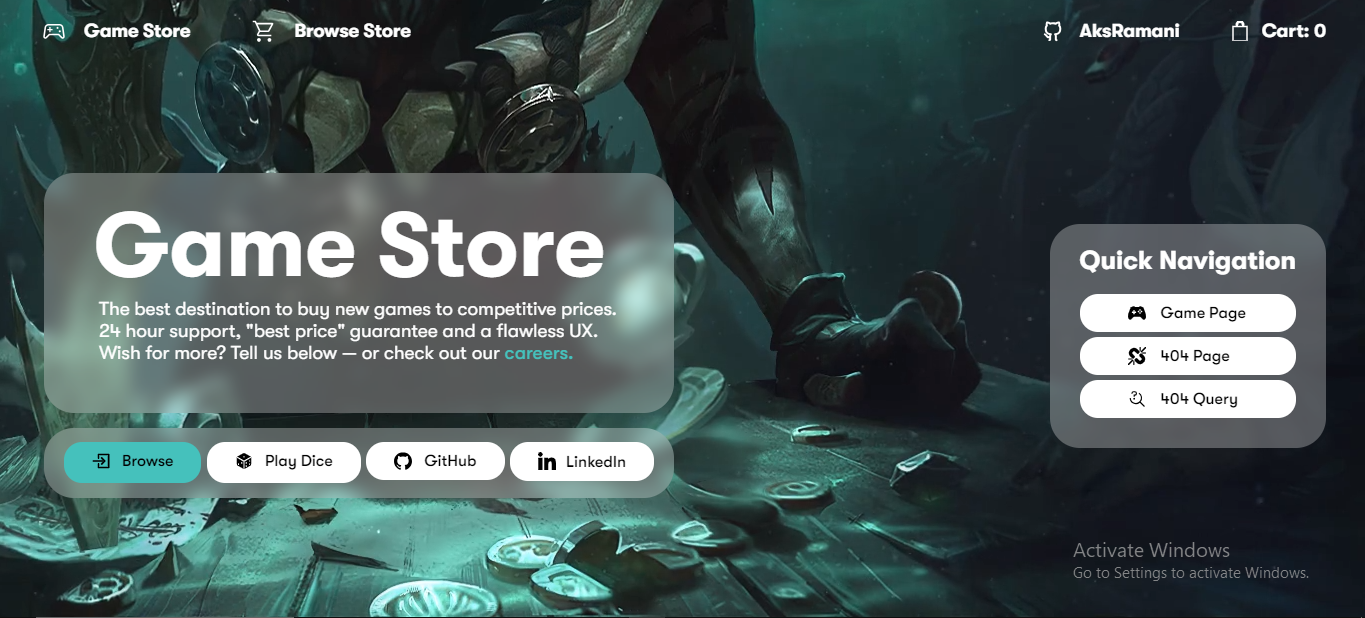 Game Store
Browse Store
AksRamani
Cart: 0
Game Store
The best destination to buy new games to competitive prices.
24 hour support, "best price" guarantee and a flawless UX.
Wish for more? Tell us below — or check out our careers.
Browse
Play Dice
GitHub
LinkedIn
Quick Navigation
Game Page
404 Page
404 Query
Activate Windows
Go to Settings to activate Windows.